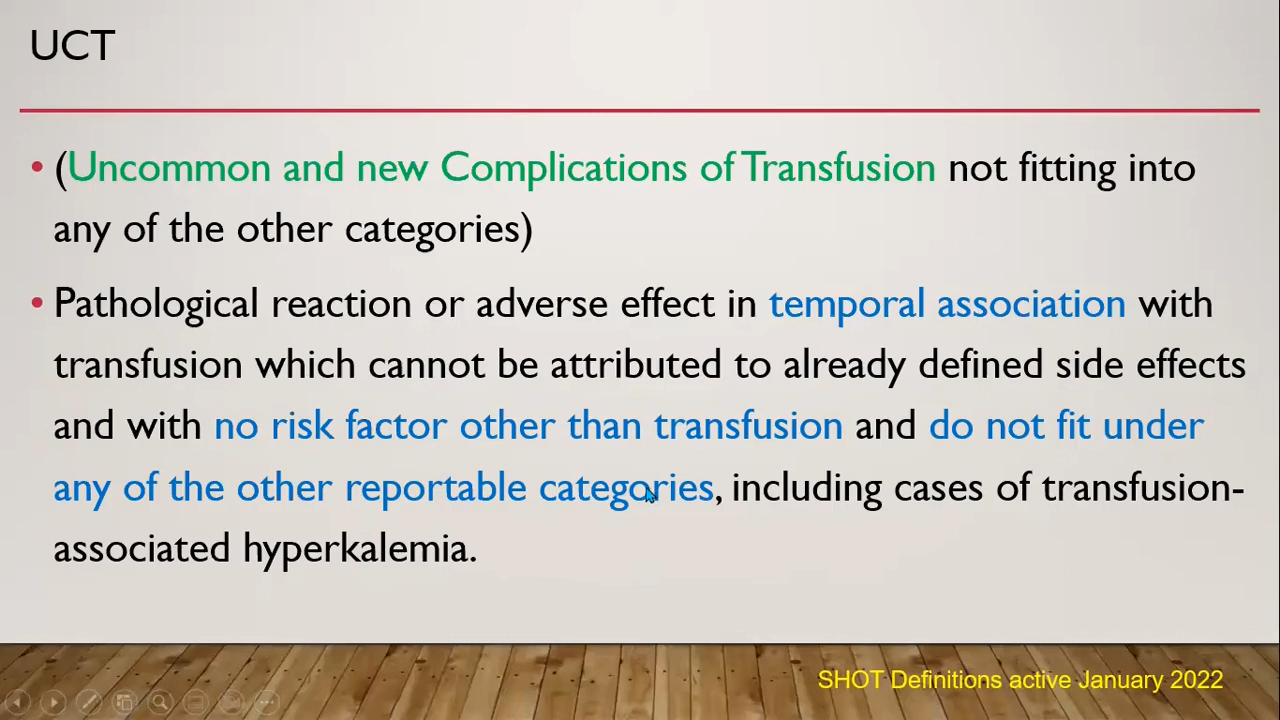 UCT
• (Uncommon and new Complications of Transfusion not fitting into
any of the other categories)
• Pathological reaction or adverse effect in temporal association with
transfusion which cannot be attributed to already defined side effects
and with no risk factor other than transfusion and do not fit under
any of the other reportable categories, including cases of transfusion-
associated hyperkalemia.
SHOT Definitions active January 2022